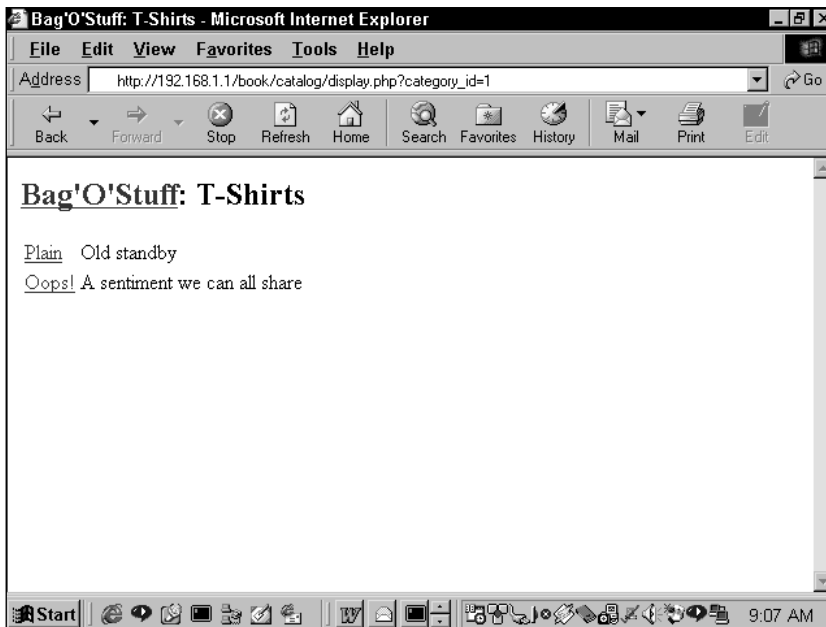 Bag'O'Stuff: T-Shirts - Microsoft Internet Explorer
File Edit View Favorites Tools Help
Address http://192.168.1.1/book/catalog/display.php?category_id=1 Go
Back Forward Stop Refresh Home Search Favorites History Mail Print Edit
Bag'O'Stuff: T-Shirts
Plain Old standby
Oops! A sentiment we can all share
Start W 9:07 AM